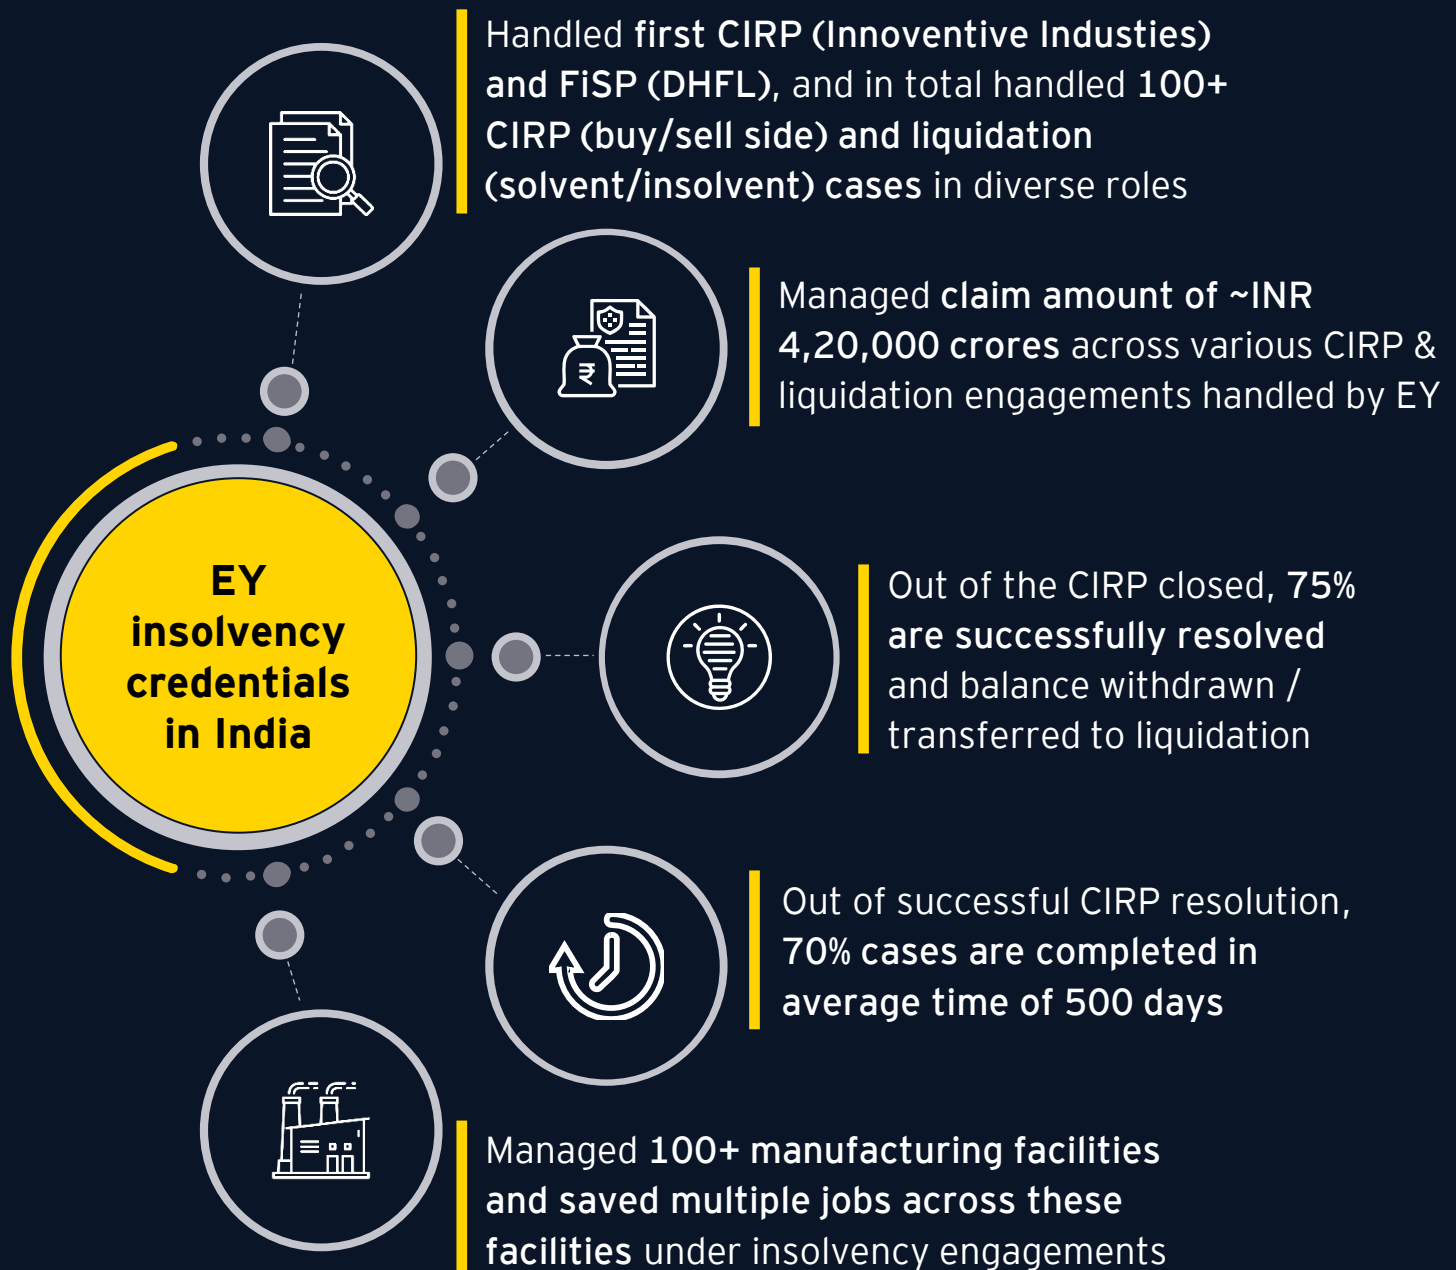 Handled first CIRP (Innoventive Industies)
and FiSP (DHFL), and in total handled 100+
CIRP (buy/sell side) and liquidation
(solvent/insolvent) cases in diverse roles
Managed claim amount of ~INR
4,20,000 crores across various CIRP &
liquidation engagements handled by EY
₹
EY
insolvency
credentials
in India
Out of the CIRP closed, 75%
are successfully resolved
and balance withdrawn /
transferred to liquidation
Out of successful CIRP resolution,
70% cases are completed in
average time of 500 days
Managed 100+ manufacturing facilities
and saved multiple jobs across these
facilities under insolvency engagements